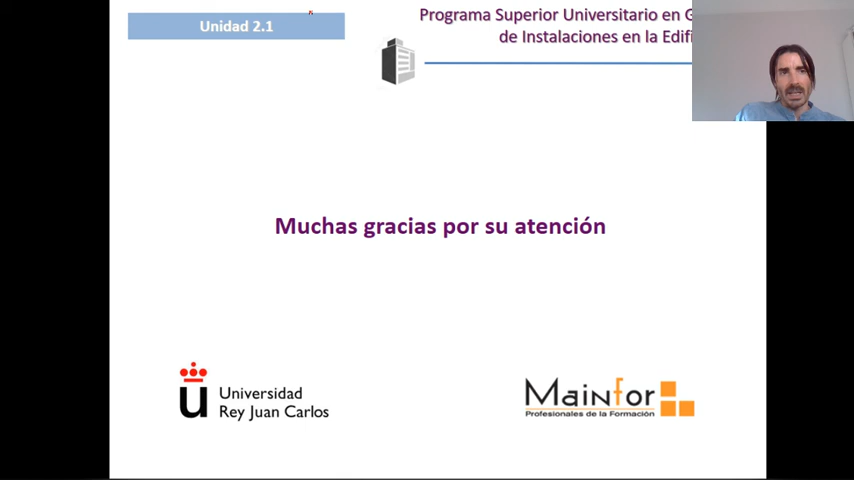 Unidad 2.1
Programa Superior Universitario en G
de Instalaciones en la Edifi
Muchas gracias por su atención
Universidad
Rey Juan Carlos
Mainfor
Profesionales de la Formación